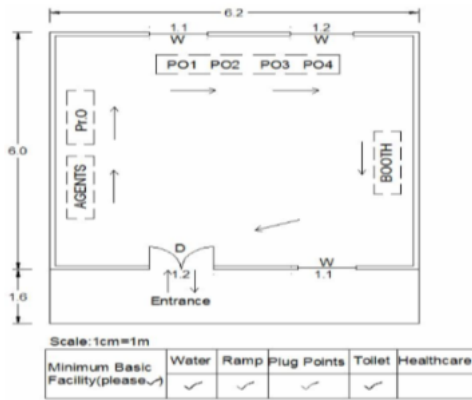 6.2
1.1 1.2
W W
PO1 PO2 PO3 PO4
6.0
Pr.O
AGENTS
BOOTH
D W
1.2 1.1
1.6
Entrance
Scale:1cm=1m
Minimum Basic Facility(please✓) Water Ramp Plug Points Toilet Healthcare
✓ ✓ ✓ ✓